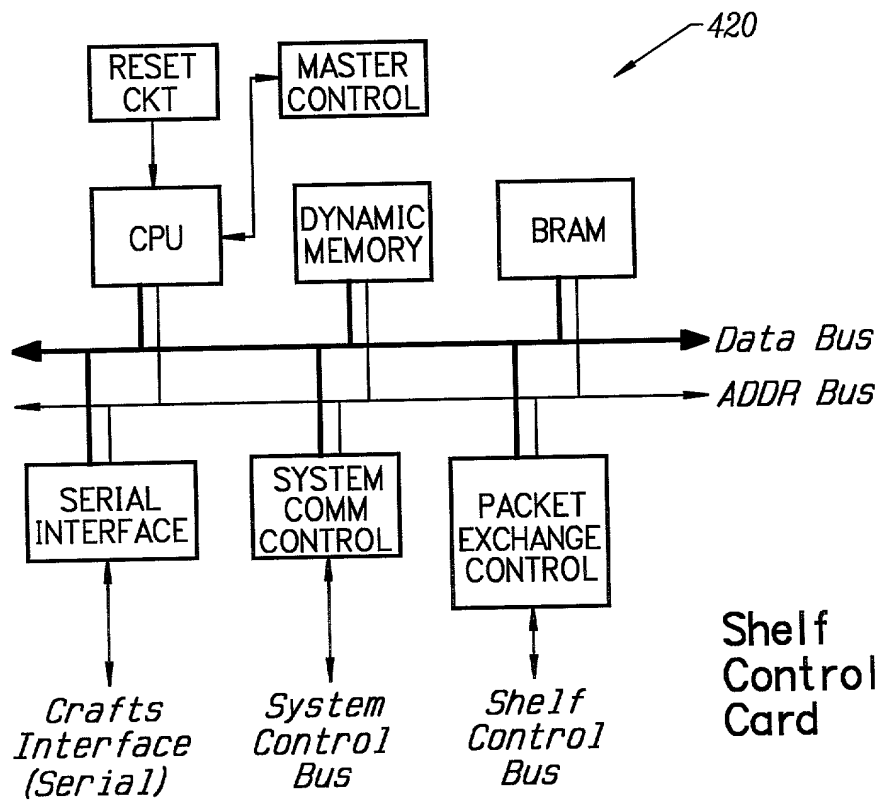 420
RESET
CKT
MASTER
CONTROL
CPU
DYNAMIC
MEMORY
BRAM
Data Bus
ADDR Bus
SERIAL
INTERFACE
SYSTEM
COMM
CONTROL
PACKET
EXCHANGE
CONTROL
Crafts
Interface
(Serial)
System
Control
Bus
Shelf
Control
Bus
Shelf
Control
Card